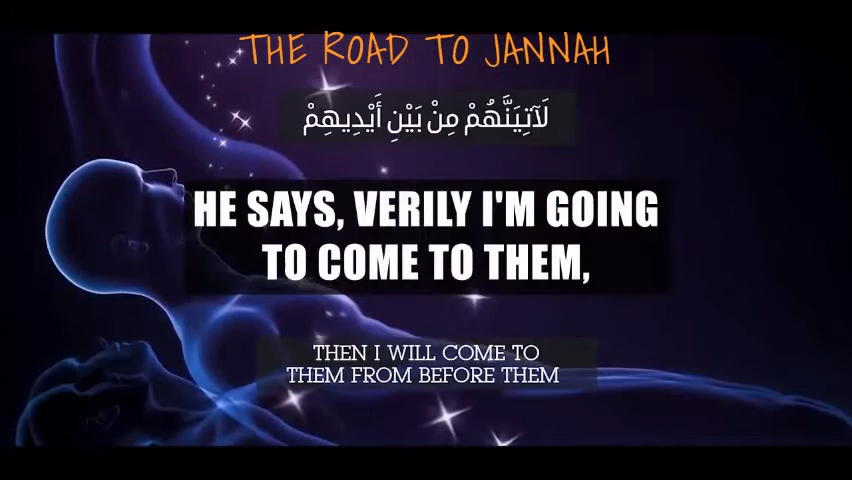 THE ROAD TO JANNAH
لَآتِيَنَّهُمْ مِنْ بَيْنِ أَيْدِيهِمْ
HE SAYS, VERILY I'M GOING
TO COME TO THEM,
THEN I WILL COME TO
THEM FROM BEFORE THEM